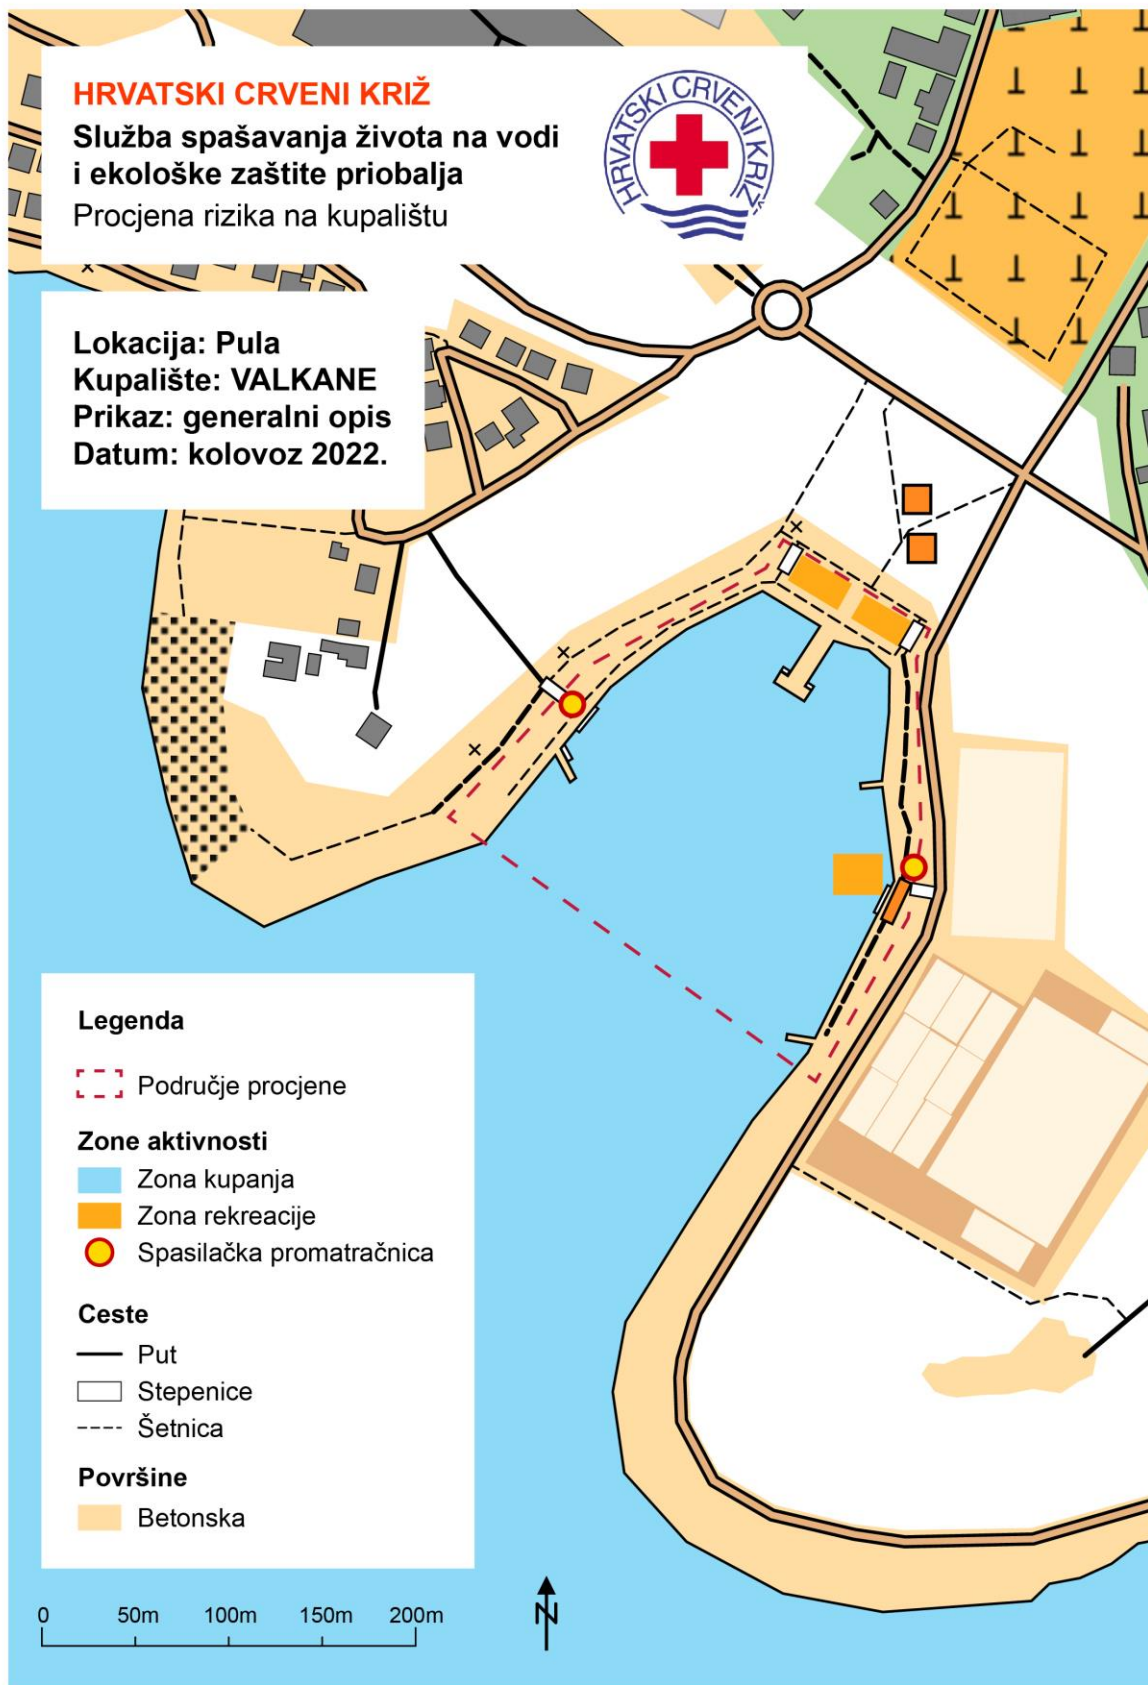 HRVATSKI CRVENI KRIŽ
Služba spašavanja života na vodi
i ekološke zaštite priobalja
Procjena rizika na kupalištu
HRVATSKI CRVENI KRIŽ
Lokacija: Pula
Kupalište: VALKANE
Prikaz: generalni opis
Datum: kolovoz 2022.
Legenda
Područje procjene
Zone aktivnosti
Zona kupanja
Zona rekreacije
Spasilačka promatračnica
Ceste
Put
Stepenice
Šetnica
Površine
Betonska
0 50m 100m 150m 200m
N